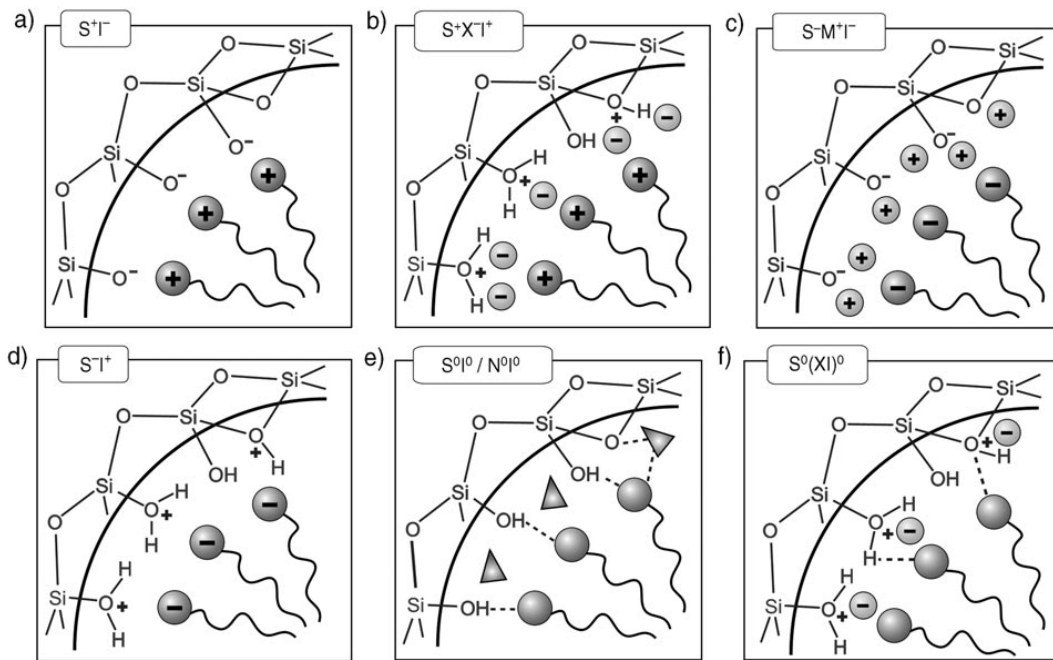 a)
S⁺I⁻
Si
O
Si
O
O
O⁻
Si
O⁻
O
Si
O⁻
+
+
+
b)
S⁺X⁻I⁺
Si
O
Si
O
O
H
+
−
−
OH
Si
O
H
+
H
−
+
+
O
Si
O
H
+
H
−
−
+
c)
S⁻M⁺I⁻
Si
O
Si
O
O
+
O⁻
+
+
−
Si
O⁻
+
−
O
Si
O⁻
+
+
−
d)
S⁻I⁺
Si
O
Si
O
O
+
H
OH
Si
O
H
+
H
−
−
O
Si
O
H
+
H
−
e)
S⁰I⁰ / N⁰I⁰
Si
O
Si
O
O
OH
Si
OH
O
Si
OH
f)
S⁰(XI)⁰
Si
O
Si
O
O
+
H
−
OH
Si
O
H
+
H
−
O
Si
O
H
+
H
−